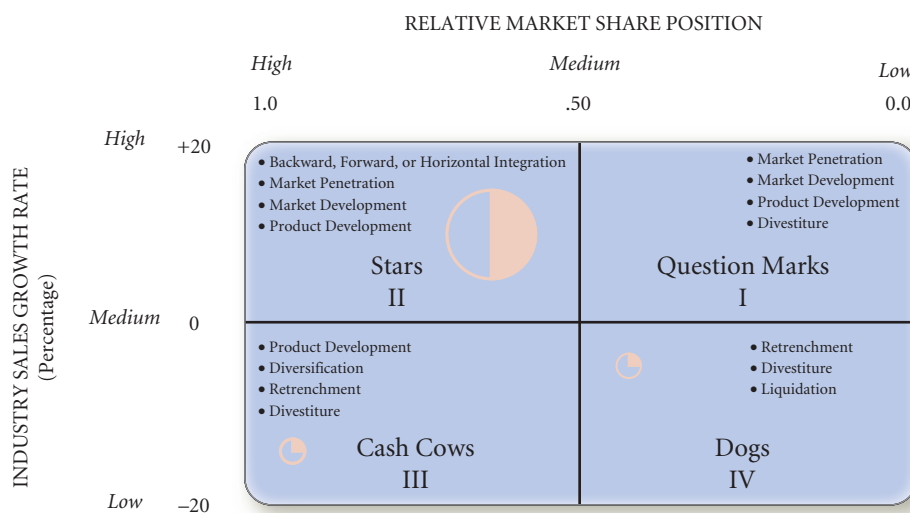 RELATIVE MARKET SHARE POSITION
High Medium Low
1.0 .50 0.0
INDUSTRY SALES GROWTH RATE
(Percentage)
High +20
• Backward, Forward, or Horizontal Integration
• Market Penetration
• Market Development
• Product Development
Stars
II
• Market Penetration
• Market Development
• Product Development
• Divestiture
Question Marks
I
Medium 0
• Product Development
• Diversification
• Retrenchment
• Divestiture
Cash Cows
III
• Retrenchment
• Divestiture
• Liquidation
Dogs
IV
Low –20